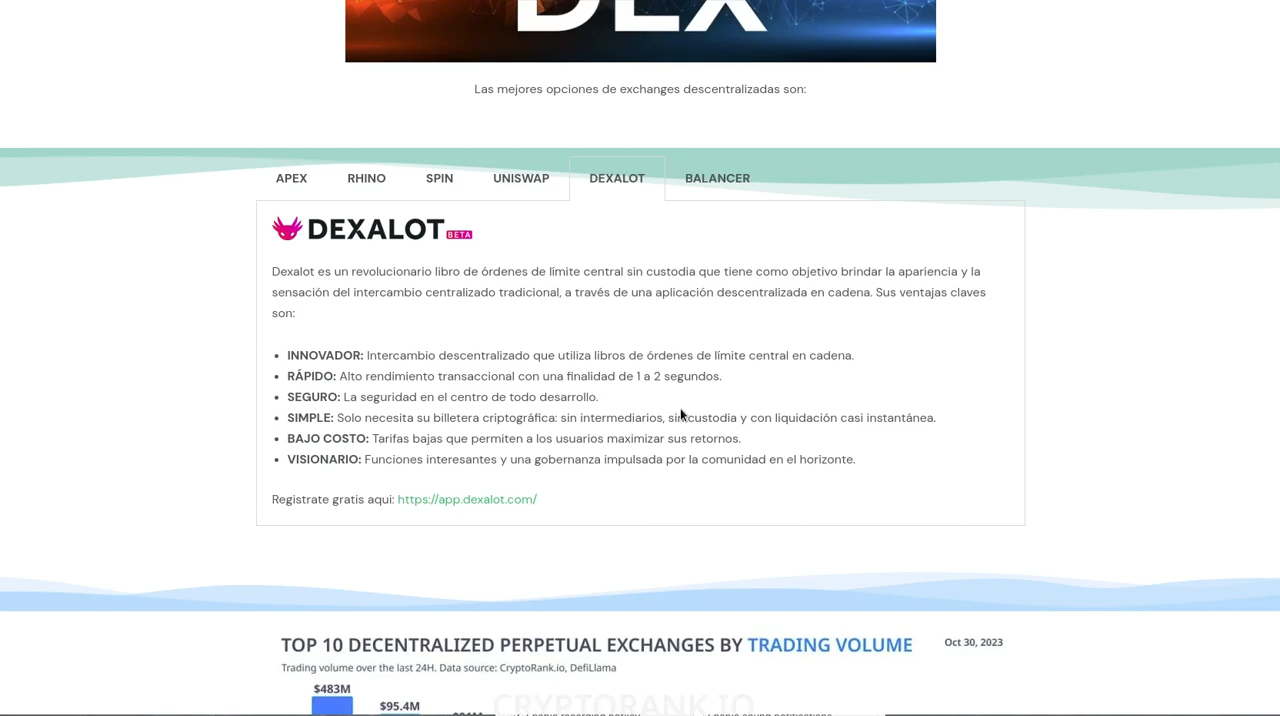 DEX
Las mejores opciones de exchanges descentralizadas son:
APEX RHINO SPIN UNISWAP DEXALOT BALANCER
DEXALOT BETA
Dexalot es un revolucionario libro de órdenes de límite central sin custodia que tiene como objetivo brindar la apariencia y la
sensación del intercambio centralizado tradicional, a través de una aplicación descentralizada en cadena. Sus ventajas claves
son:
• INNOVADOR: Intercambio descentralizado que utiliza libros de órdenes de límite central en cadena.
• RÁPIDO: Alto rendimiento transaccional con una finalidad de 1 a 2 segundos.
• SEGURO: La seguridad en el centro de todo desarrollo.
• SIMPLE: Solo necesita su billetera criptográfica: sin intermediarios, sin custodia y con liquidación casi instantánea.
• BAJO COSTO: Tarifas bajas que permiten a los usuarios maximizar sus retornos.
• VISIONARIO: Funciones interesantes y una gobernanza impulsada por la comunidad en el horizonte.
Registrate gratis aqui: https://app.dexalot.com/
TOP 10 DECENTRALIZED PERPETUAL EXCHANGES BY TRADING VOLUME Oct 30, 2023
Trading volume over the last 24H. Data source: CryptoRank.io, DefiLlama
$483M
$95.4M
CRYPTORANK.IO